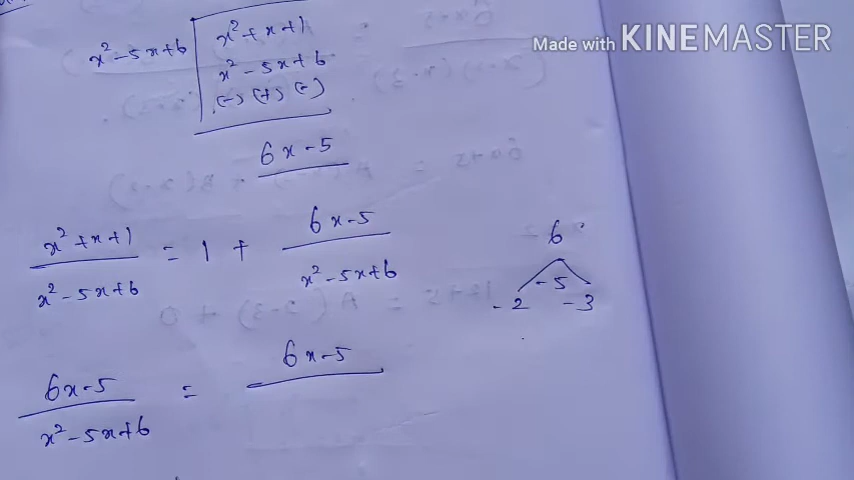 x² - 5x + 6 | x² + x + 1
x² - 5x + 6
(-) (+) (-)
6x - 5
Made with KINEMASTER
(x² + x + 1)/(x² - 5x + 6) = 1 + (6x - 5)/(x² - 5x + 6)
6
-5
-2 -3
(6x - 5)/(x² - 5x + 6) = 6x - 5